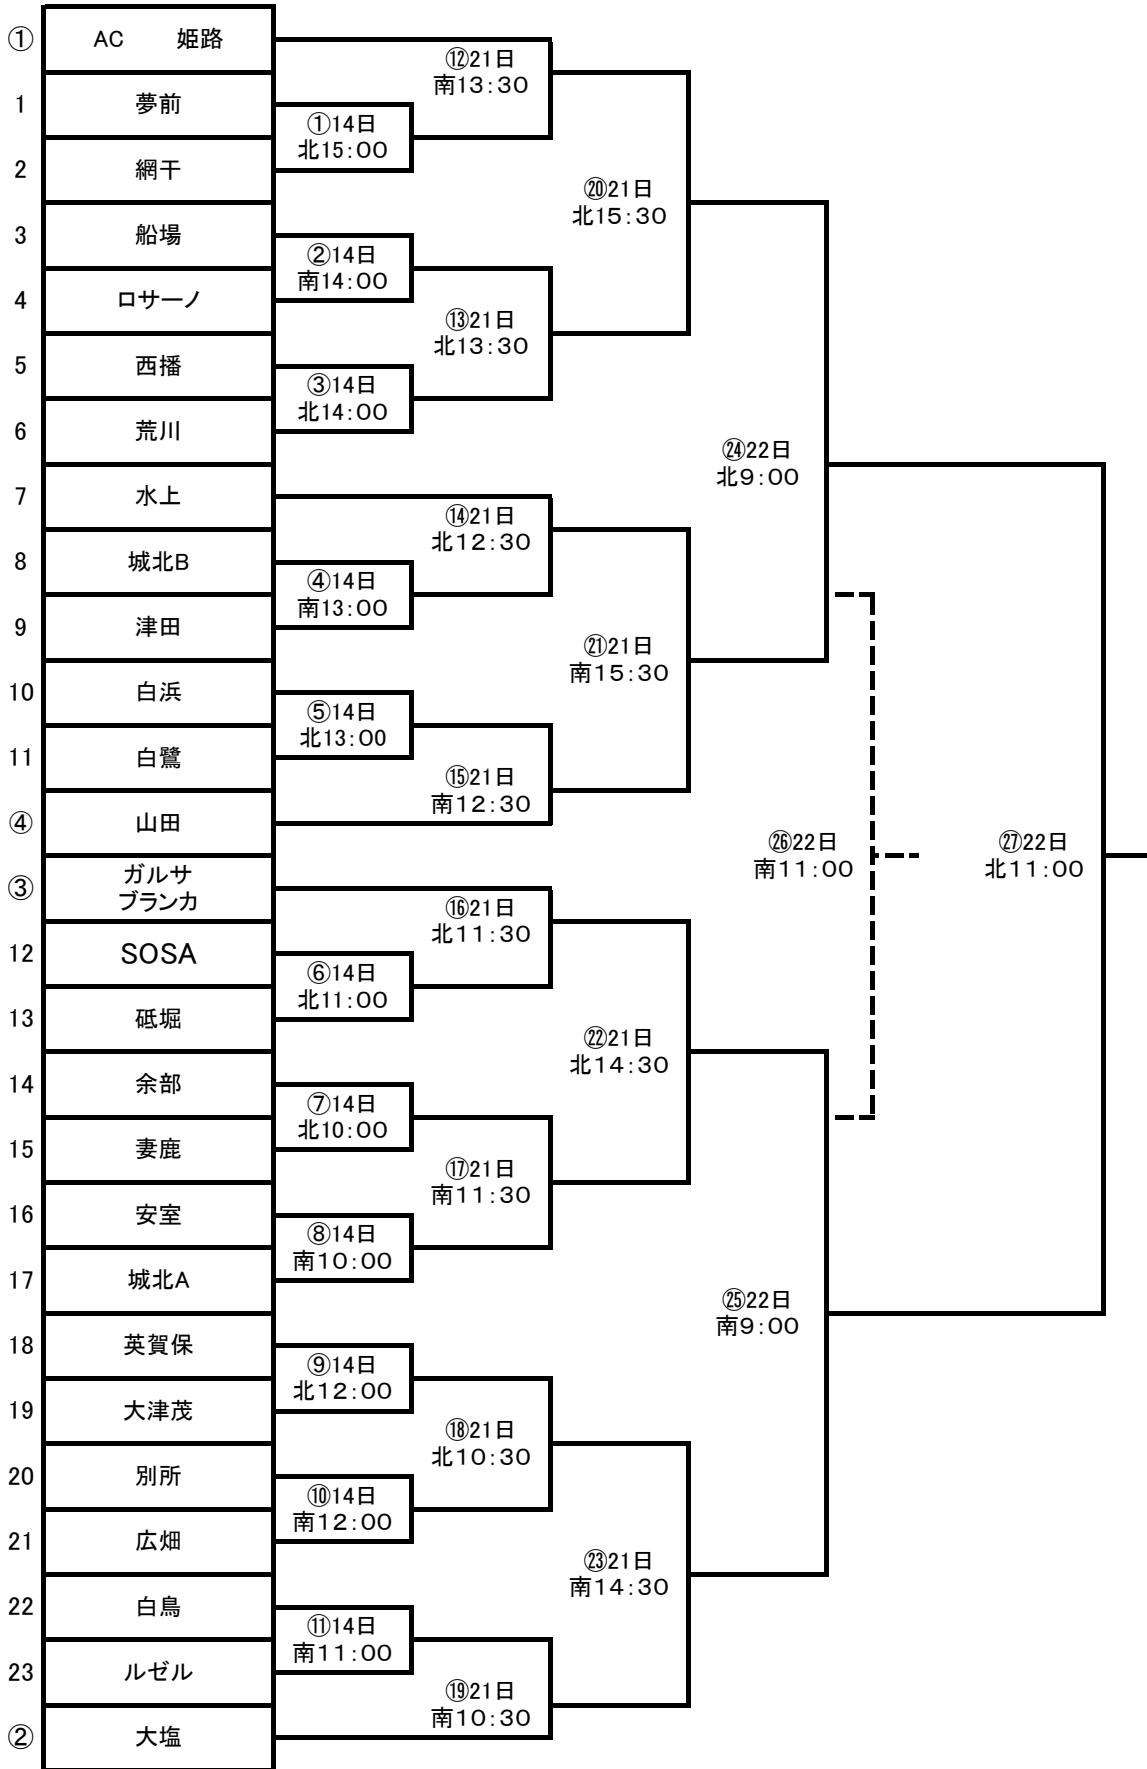 ① AC 姫路
1 夢前
2 網干
3 船場
4 ロサーノ
5 西播
6 荒川
7 水上
8 城北B
9 津田
10 白浜
11 白鷺
④ 山田
③ ガルサ
ブランカ
12 SOSA
13 砥堀
14 余部
15 妻鹿
16 安室
17 城北A
18 英賀保
19 大津茂
20 別所
21 広畑
22 白鳥
23 ルゼル
② 大塩
①14日
北15:00
②14日
南14:00
③14日
北14:00
④14日
南13:00
⑤14日
北13:00
⑥14日
北11:00
⑦14日
北10:00
⑧14日
南10:00
⑨14日
北12:00
⑩14日
南12:00
⑪14日
南11:00
⑫21日
南13:30
⑬21日
北13:30
⑭21日
北12:30
⑮21日
南12:30
⑯21日
北11:30
⑰21日
南11:30
⑱21日
北10:30
⑲21日
南10:30
⑳21日
北15:30
㉑21日
南15:30
㉒21日
北14:30
㉓21日
南14:30
㉔22日
北9:00
㉕22日
南9:00
㉖22日
南11:00
㉗22日
北11:00